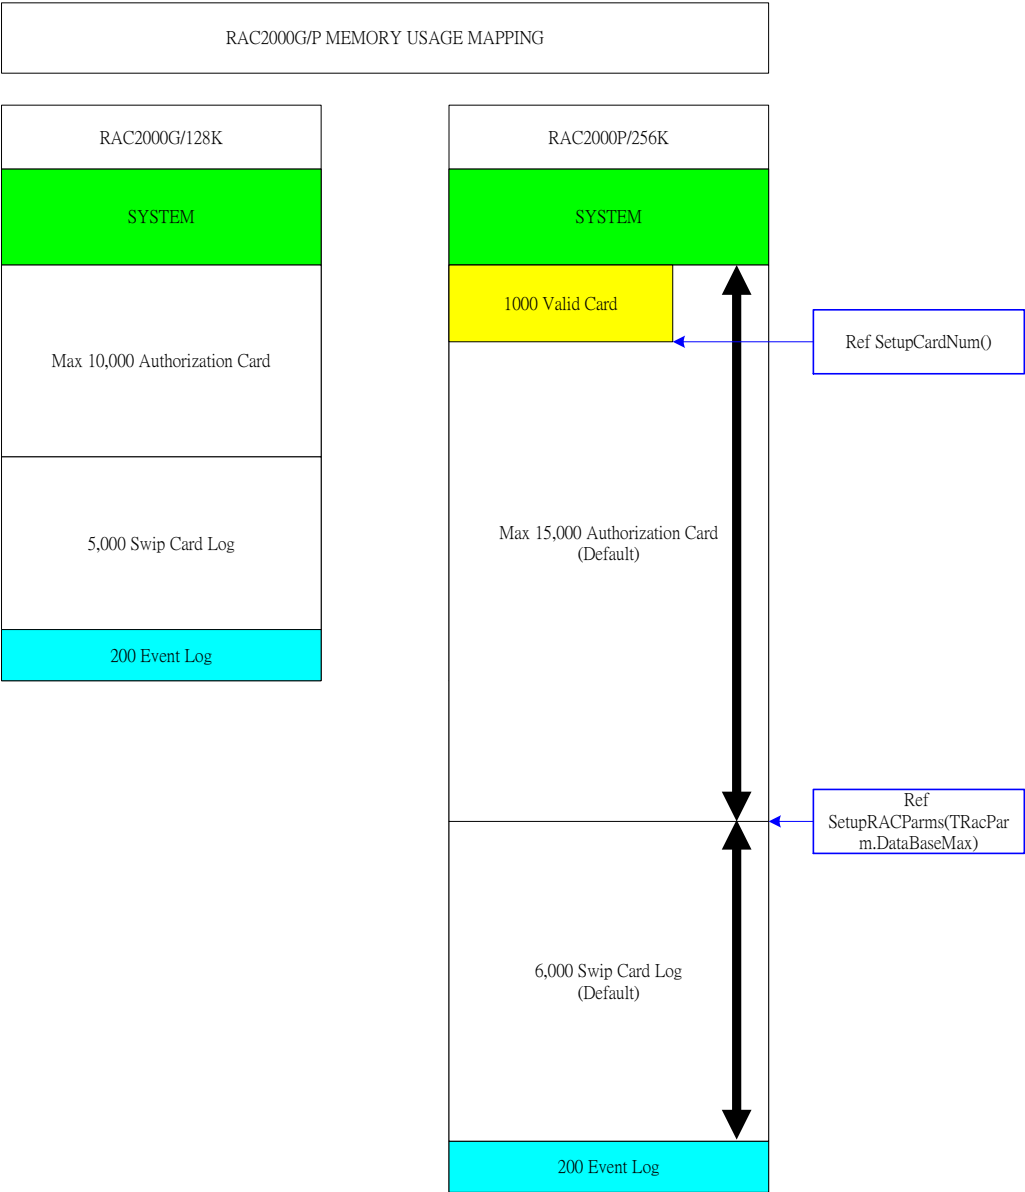 RAC2000G/P MEMORY USAGE MAPPING
RAC2000G/128K
SYSTEM
Max 10,000 Authorization Card
5,000 Swip Card Log
200 Event Log
RAC2000P/256K
SYSTEM
1000 Valid Card
Ref SetupCardNum()
Max 15,000 Authorization Card
(Default)
Ref
SetupRACParms(TRacPar
m.DataBaseMax)
6,000 Swip Card Log
(Default)
200 Event Log